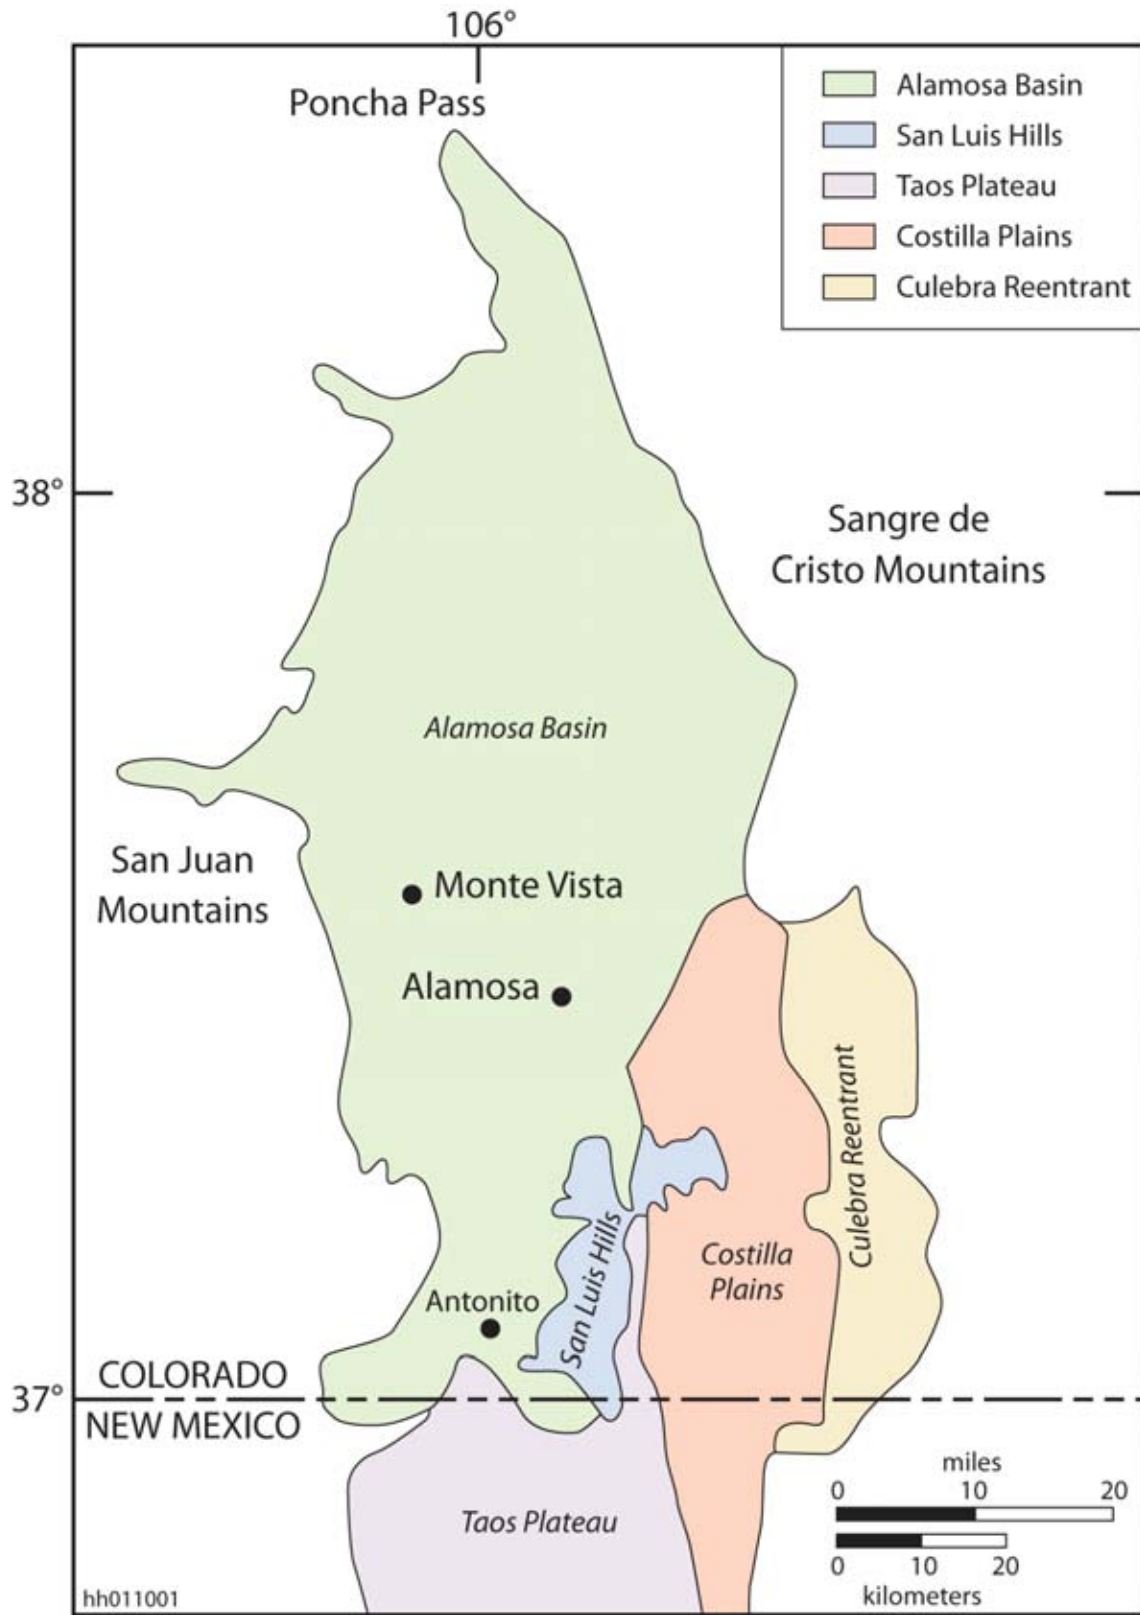 106°
Poncha Pass
Alamosa Basin
San Luis Hills
Taos Plateau
Costilla Plains
Culebra Reentrant
38°
Sangre de
Cristo Mountains
Alamosa Basin
San Juan
Mountains
Monte Vista
Alamosa
Culebra Reentrant
San Luis Hills
Costilla
Plains
Antonito
COLORADO
37°
NEW MEXICO
Taos Plateau
miles
0 10 20
0 10 20
kilometers
hh011001